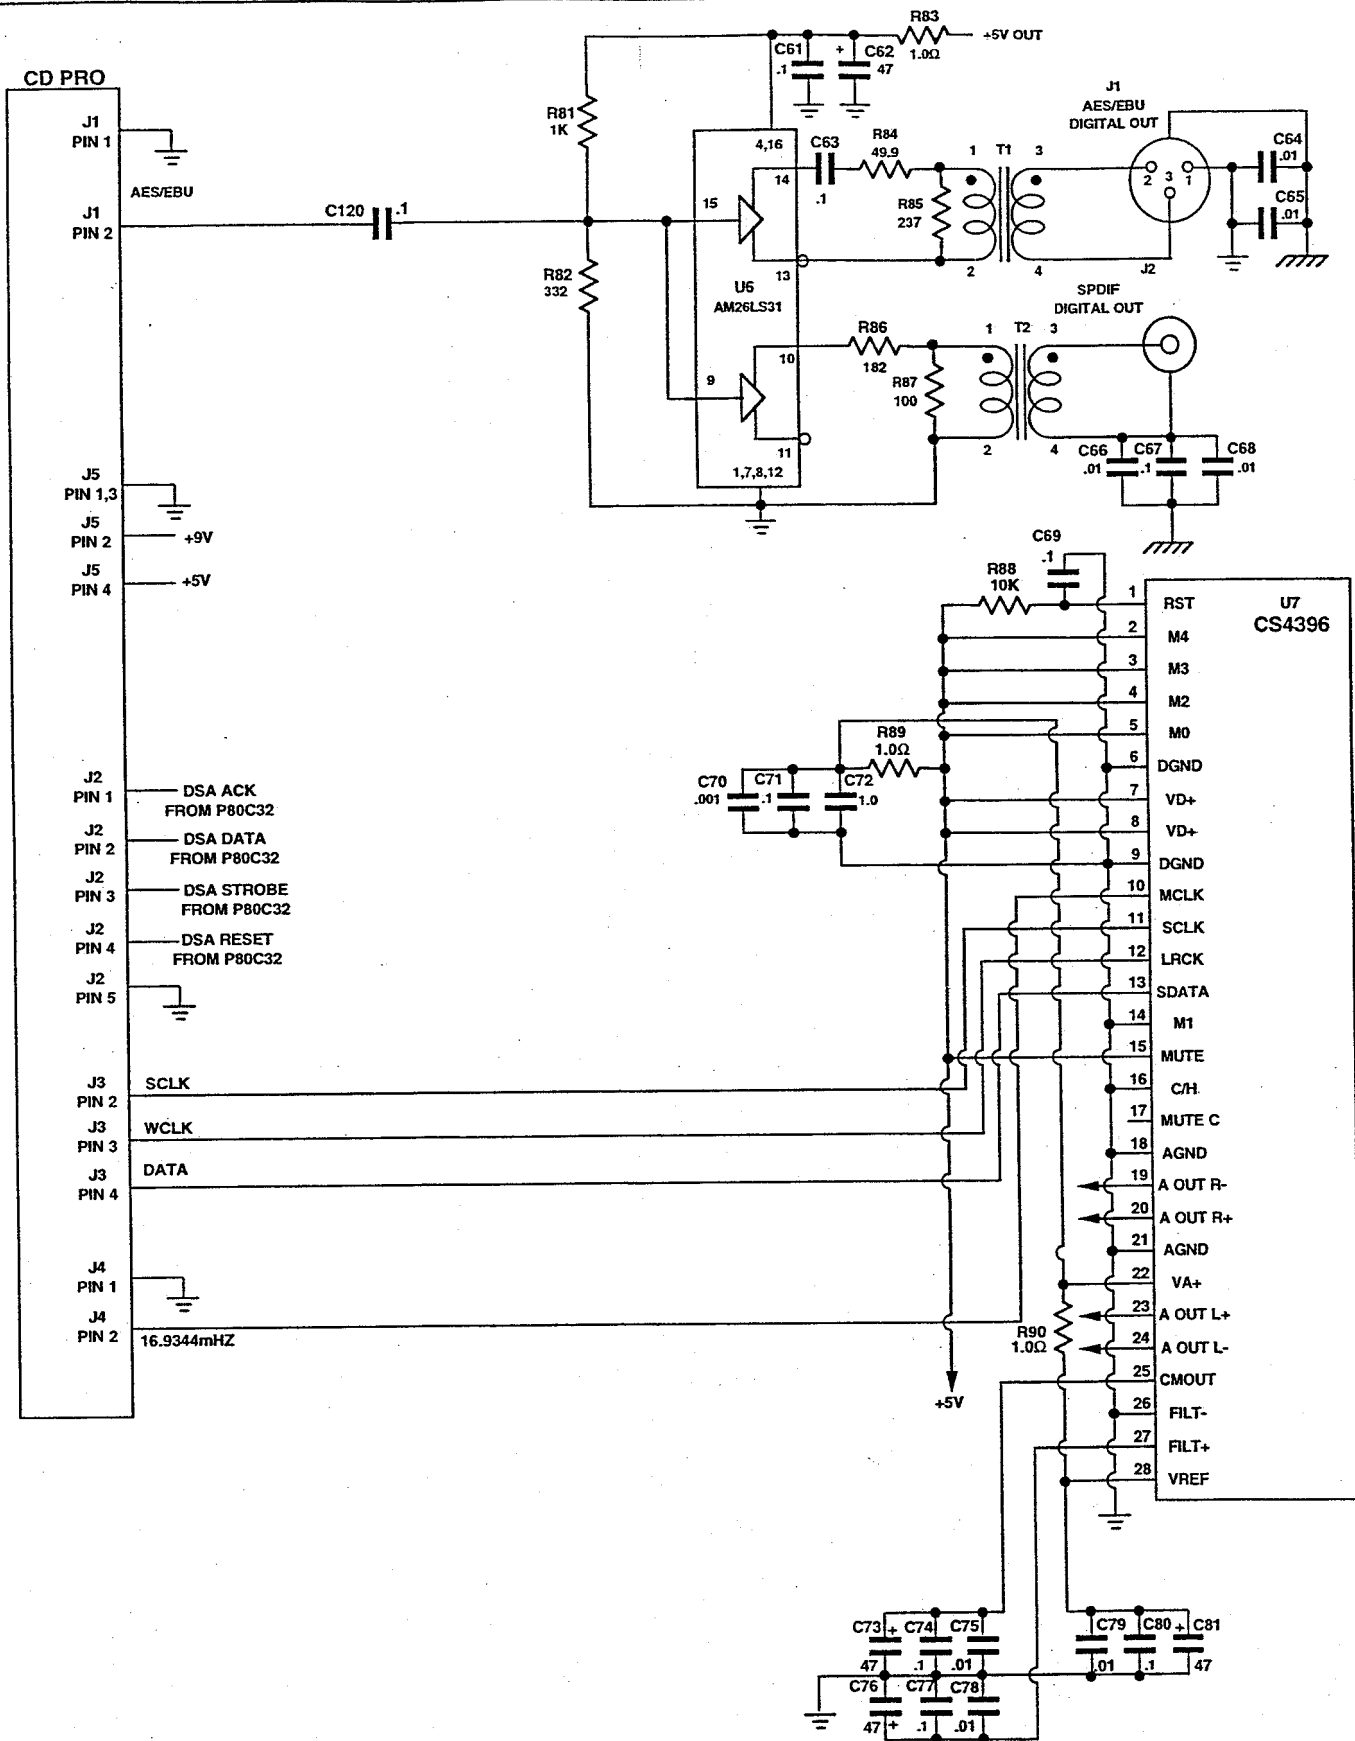 R83
1.0Ω
+5V OUT
C61
.1
+
C62
47
CD PRO
J1
PIN 1
AES/EBU
J1
PIN 2
C120
.1
R81
1K
R82
332
4,16
14
15
13
U6
AM26LS31
10
9
11
1,7,8,12
C63
.1
R84
49.9
R85
237
1
T1
3
2
4
J1
AES/EBU
DIGITAL OUT
2
3
1
J2
C64
.01
C65
.01
SPDIF
DIGITAL OUT
R86
182
R87
100
1
T2
3
2
4
C66
.01
C67
.1
C68
.01
J5
PIN 1,3
J5
PIN 2
+9V
J5
PIN 4
+5V
C69
.1
R88
10K
U7
CS4396
1
RST
2
M4
3
M3
4
M2
5
M0
6
DGND
7
VD+
8
VD+
9
DGND
10
MCLK
11
SCLK
12
LRCK
13
SDATA
14
M1
15
MUTE
16
C/H
17
MUTE C
18
AGND
19
A OUT R-
20
A OUT R+
21
AGND
22
VA+
23
A OUT L+
24
A OUT L-
25
CMOUT
26
FILT-
27
FILT+
28
VREF
R89
1.0Ω
C70
.001
C71
.1
C72
1.0
J2
PIN 1
DSA ACK
FROM P80C32
J2
PIN 2
DSA DATA
FROM P80C32
J2
PIN 3
DSA STROBE
FROM P80C32
J2
PIN 4
DSA RESET
FROM P80C32
J2
PIN 5
J3
PIN 2
SCLK
J3
PIN 3
WCLK
J3
PIN 4
DATA
J4
PIN 1
J4
PIN 2
16.9344mHZ
R90
1.0Ω
+5V
C73
+
47
C74
.1
C75
.01
C76
47
+
C77
.1
C78
.01
C79
.01
C80
.1
+
C81
47